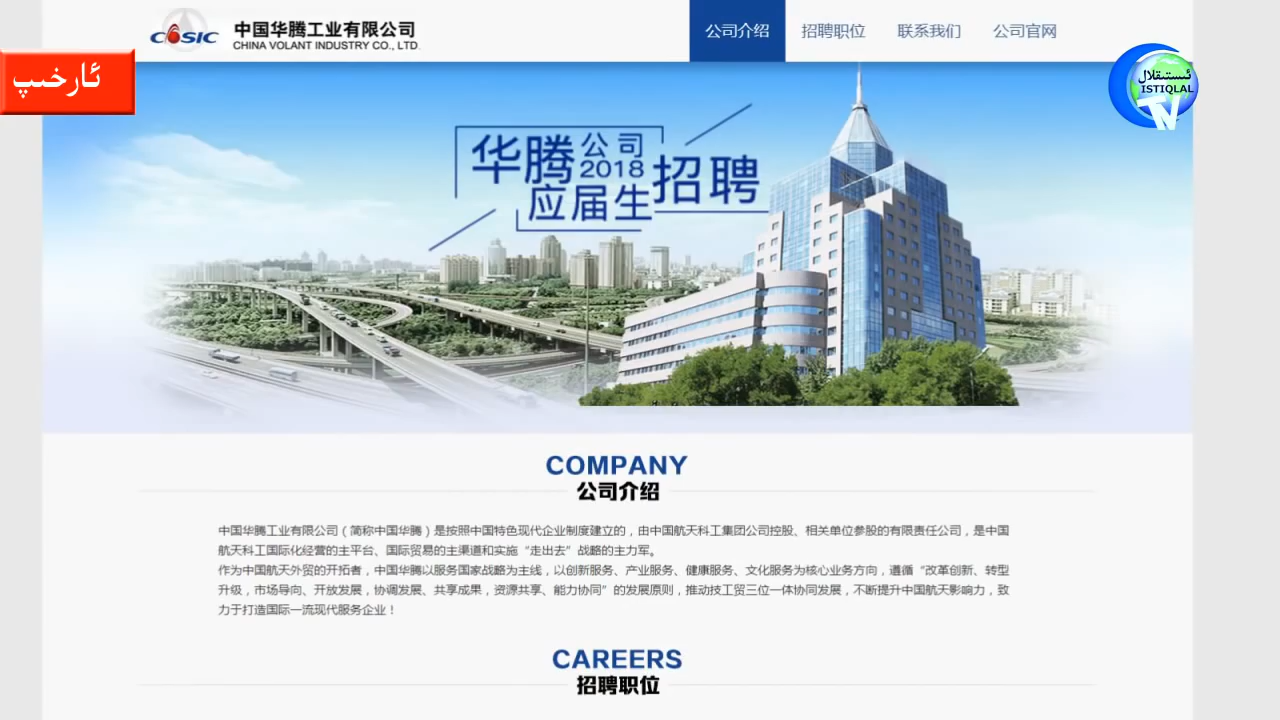 CASIC
中国华腾工业有限公司
CHINA VOLANT INDUSTRY CO., LTD.
公司介绍 招聘职位 联系我们 公司官网
ئارخىپ
ئىستىقلال
ISTIQLAL
TV
华腾公司
2018
应届生招聘
COMPANY
公司介绍
中国华腾工业有限公司（简称中国华腾）是按照中国特色现代企业制度建立的，由中国航天科工集团公司控股、相关单位参股的有限责任公司，是中国
航天科工国际化经营的主平台、国际贸易的主渠道和实施“走出去”战略的主力军。
作为中国航天外贸的开拓者，中国华腾以服务国家战略为主线，以创新服务、产业服务、健康服务、文化服务为核心业务方向，遵循“改革创新、转型
升级，市场导向、开放发展，协调发展、共享成果，资源共享、能力协同”的发展原则，推动技工贸三位一体协同发展，不断提升中国航天影响力，致
力于打造国际一流现代服务企业！
CAREERS
招聘职位